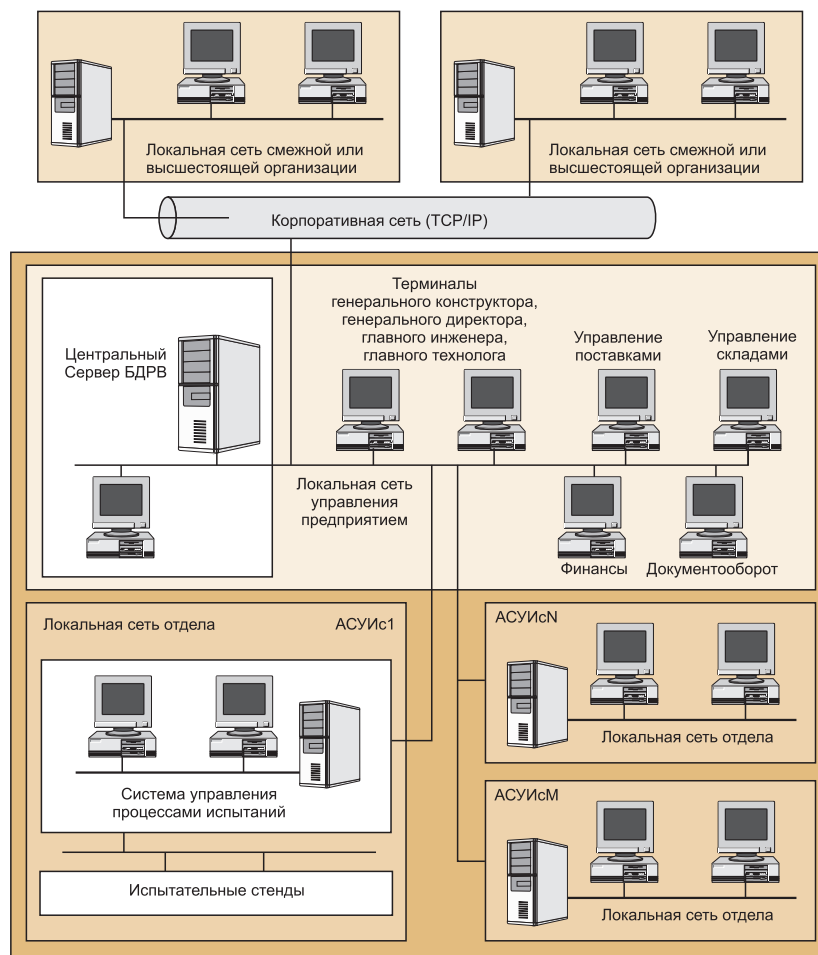 Локальная сеть смежной или
высшестоящей организации
Локальная сеть смежной или
высшестоящей организации
Корпоративная сеть (TCP/IP)
Центральный
Сервер БДРВ
Терминалы
генерального конструктора,
генерального директора,
главного инженера,
главного технолога
Управление
поставками
Управление
складами
Локальная сеть
управления
предприятием
Финансы
Документооборот
Локальная сеть отдела
АСУИс1
Система управления
процессами испытаний
Испытательные стенды
АСУИсN
Локальная сеть отдела
АСУИсМ
Локальная сеть отдела